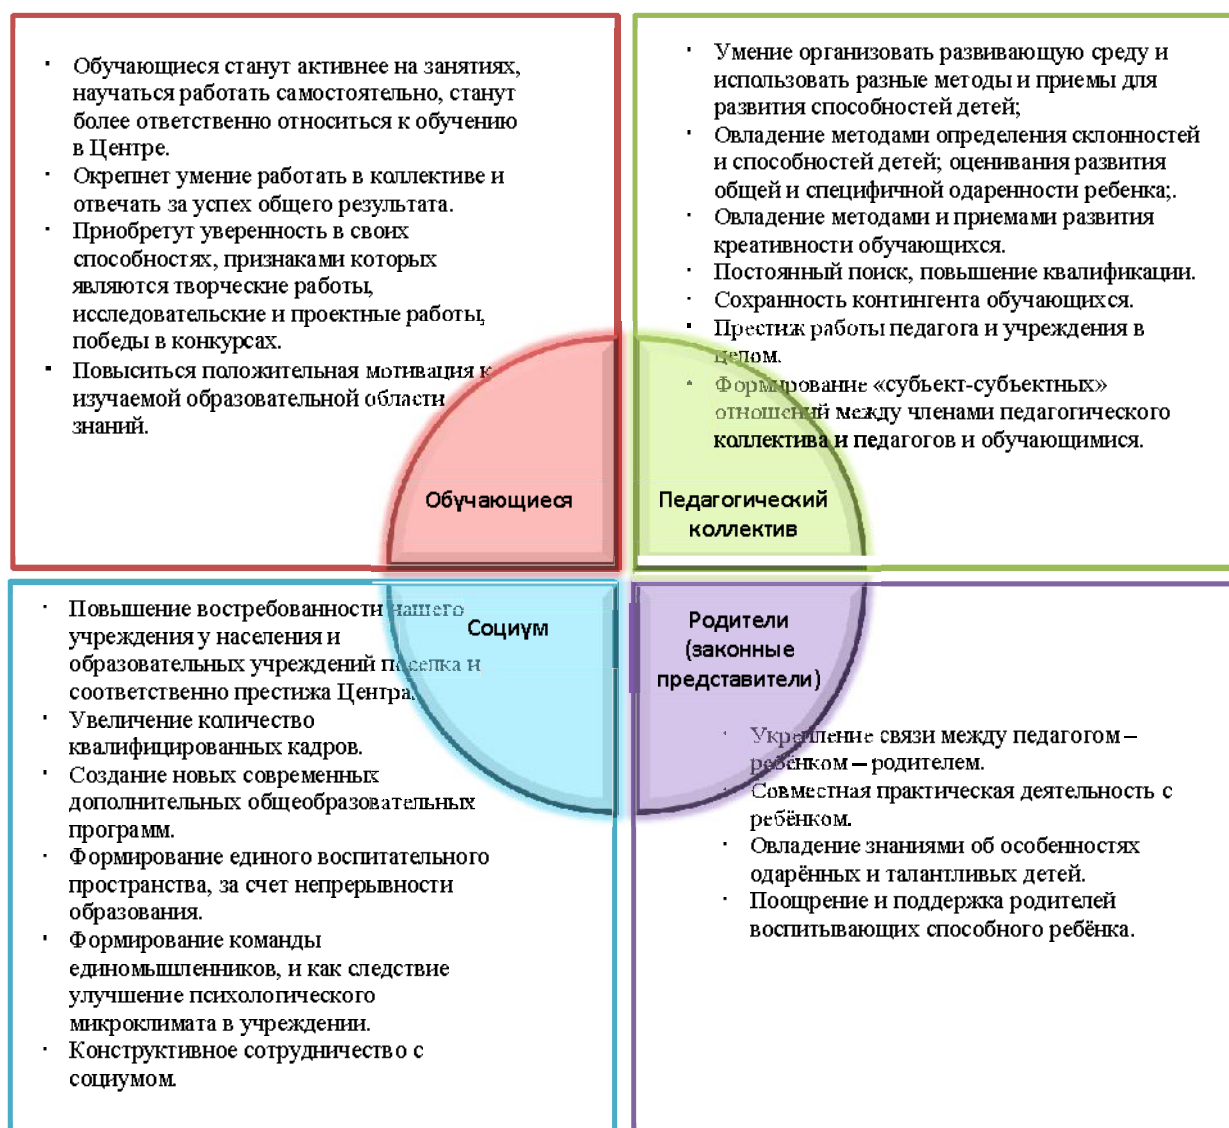 · Обучающиеся станут активнее на занятиях,
научаться работать самостоятельно, станут
более ответственно относиться к обучению
в Центре.
· Окрепнет умение работать в коллективе и
отвечать за успех общего результата.
· Приобретут уверенность в своих
способностях, признаками которых
являются творческие работы,
исследовательские и проектные работы,
победы в конкурсах.
· Повыситься положительная мотивация к
изучаемой образовательной области
знаний.
Обучающиеся
· Умение организовать развивающую среду и
использовать разные методы и приемы для
развития способностей детей;
· Овладение методами определения склонностей
и способностей детей; оценивания развития
общей и специфичной одаренности ребенка;.
· Овладение методами и приемами развития
креативности обучающихся.
· Постоянный поиск, повышение квалификации.
· Сохранность контингента обучающихся.
· Престиж работы педагога и учреждения в
целом.
· Формирование «субъект-субъектных»
отношений между членами педагогического
коллектива и педагогов и обучающимися.
Педагогический
коллектив
· Повышение востребованности нашего
учреждения у населения и
образовательных учреждений поселка и
соответственно престижа Центра.
· Увеличение количество
квалифицированных кадров.
· Создание новых современных
дополнительных общеобразовательных
программ.
· Формирование единого воспитательного
пространства, за счет непрерывности
образования.
· Формирование команды
единомышленников, и как следствие
улучшение психологического
микроклимата в учреждении.
· Конструктивное сотрудничество с
социумом.
Социум
Родители
(законные
представители)
· Укрепление связи между педагогом –
ребёнком – родителем.
· Совместная практическая деятельность с
ребёнком.
· Овладение знаниями об особенностях
одарённых и талантливых детей.
· Поощрение и поддержка родителей
воспитывающих способного ребёнка.